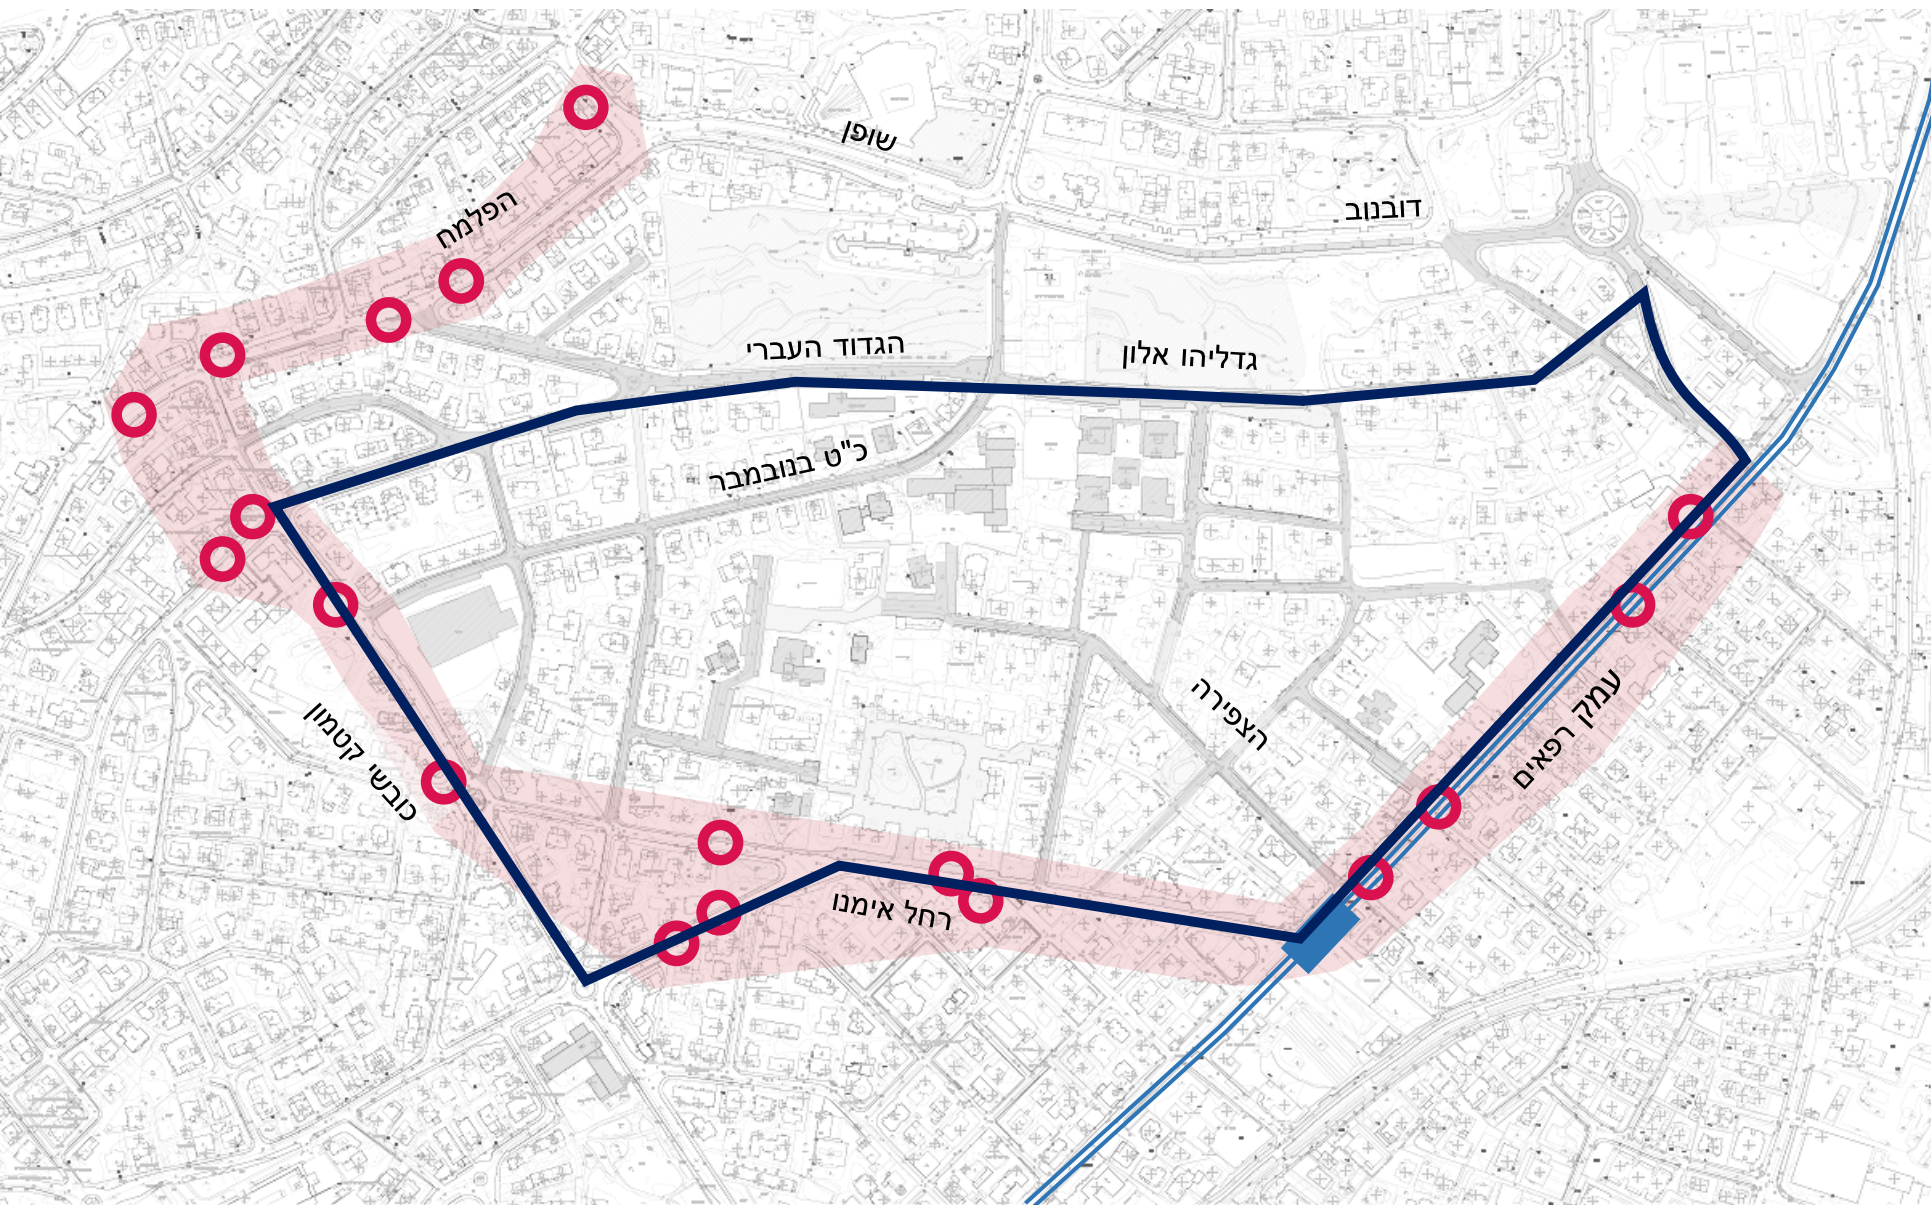 שופן
הפלמח
דובנוב
הגדוד העברי
גדליהו אלון
כ"ט בנובמבר
הצפירה
עמק רפאים
כובשי קטמון
רחל אימנו